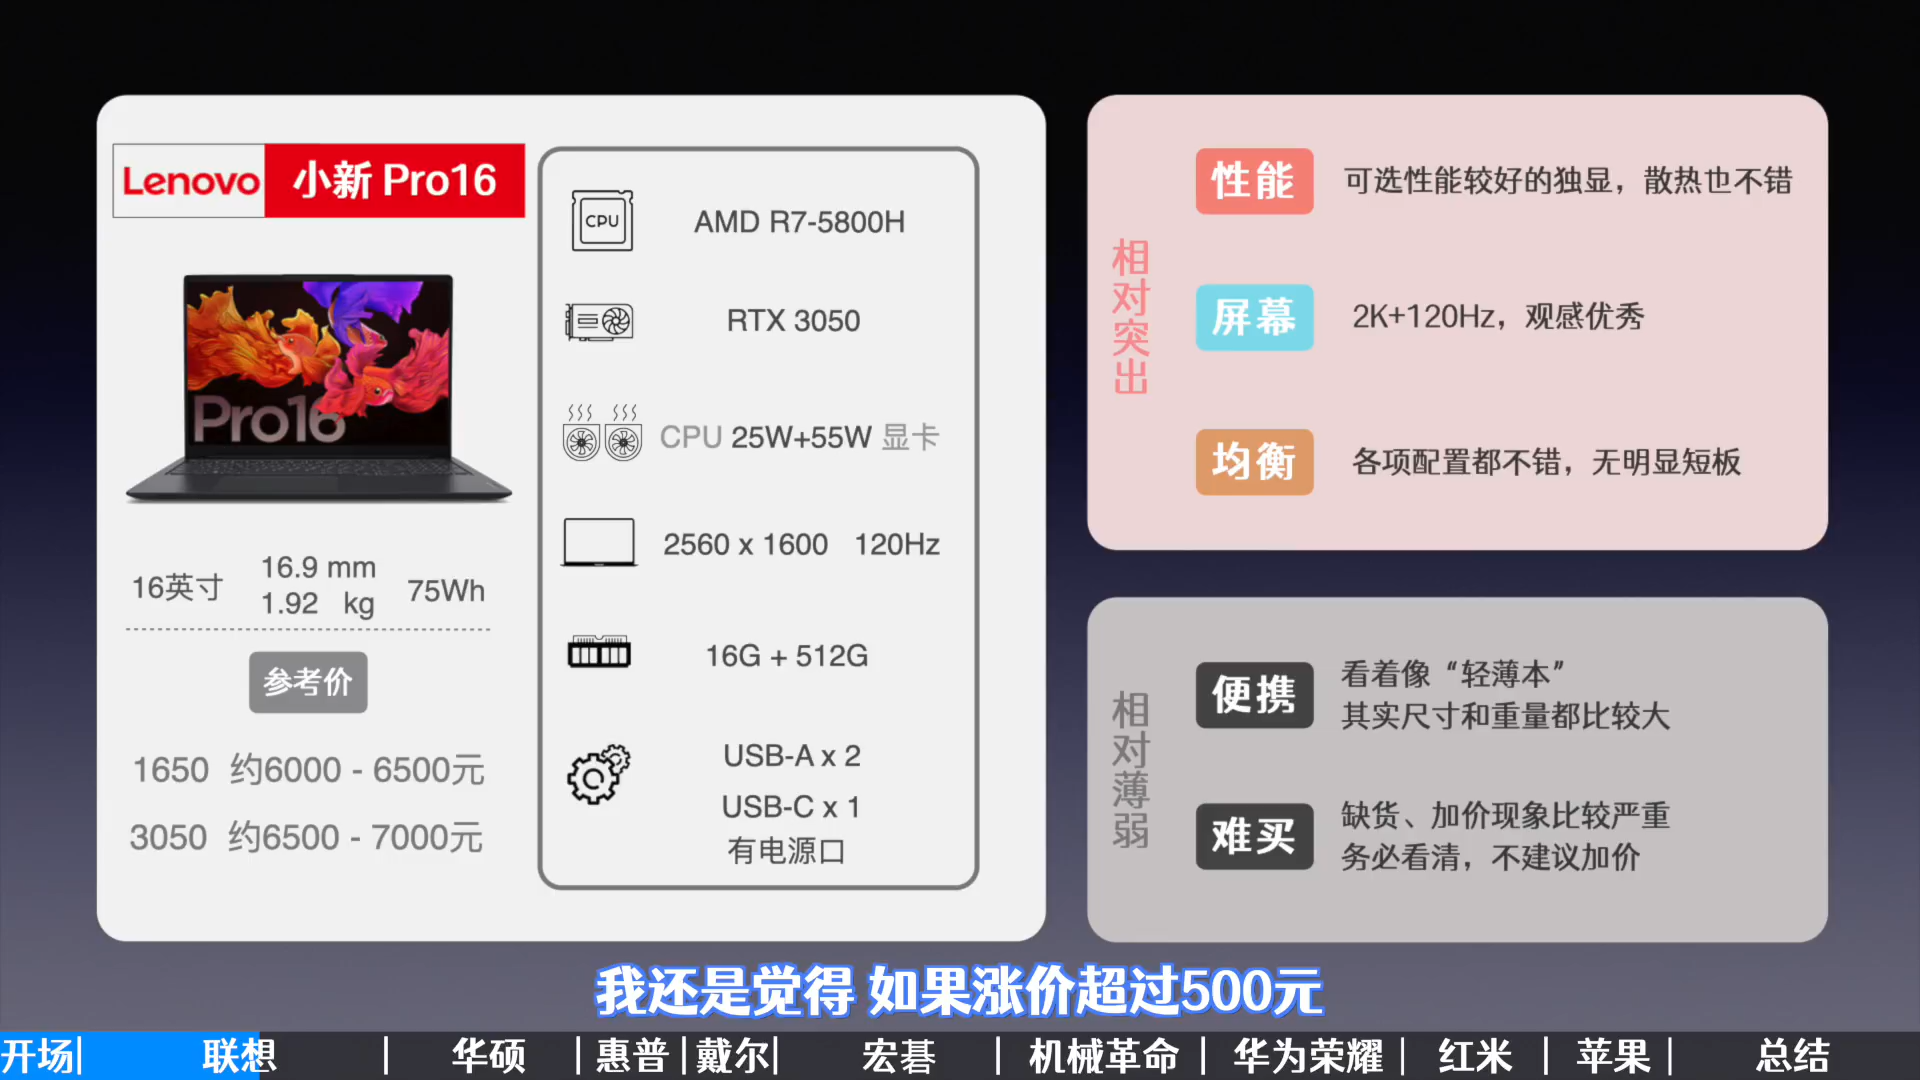 Lenovo 小新 Pro16
Pro16
16英寸
16.9 mm
1.92 kg
75Wh
参考价
1650 约6000 - 6500元
3050 约6500 - 7000元
CPU
AMD R7-5800H
RTX 3050
CPU 25W+55W 显卡
2560 x 1600 120Hz
16G + 512G
USB-A x 2
USB-C x 1
有电源口
相对突出
性能 可选性能较好的独显，散热也不错
屏幕 2K+120Hz，观感优秀
均衡 各项配置都不错，无明显短板
相对薄弱
便携 看着像“轻薄本”
其实尺寸和重量都比较大
难买 缺货、加价现象比较严重
务必看清，不建议加价
我还是觉得 如果涨价超过500元
开场| 联想 | 华硕 | 惠普 | 戴尔| 宏碁 | 机械革命 | 华为荣耀 | 红米 | 苹果 | 总结